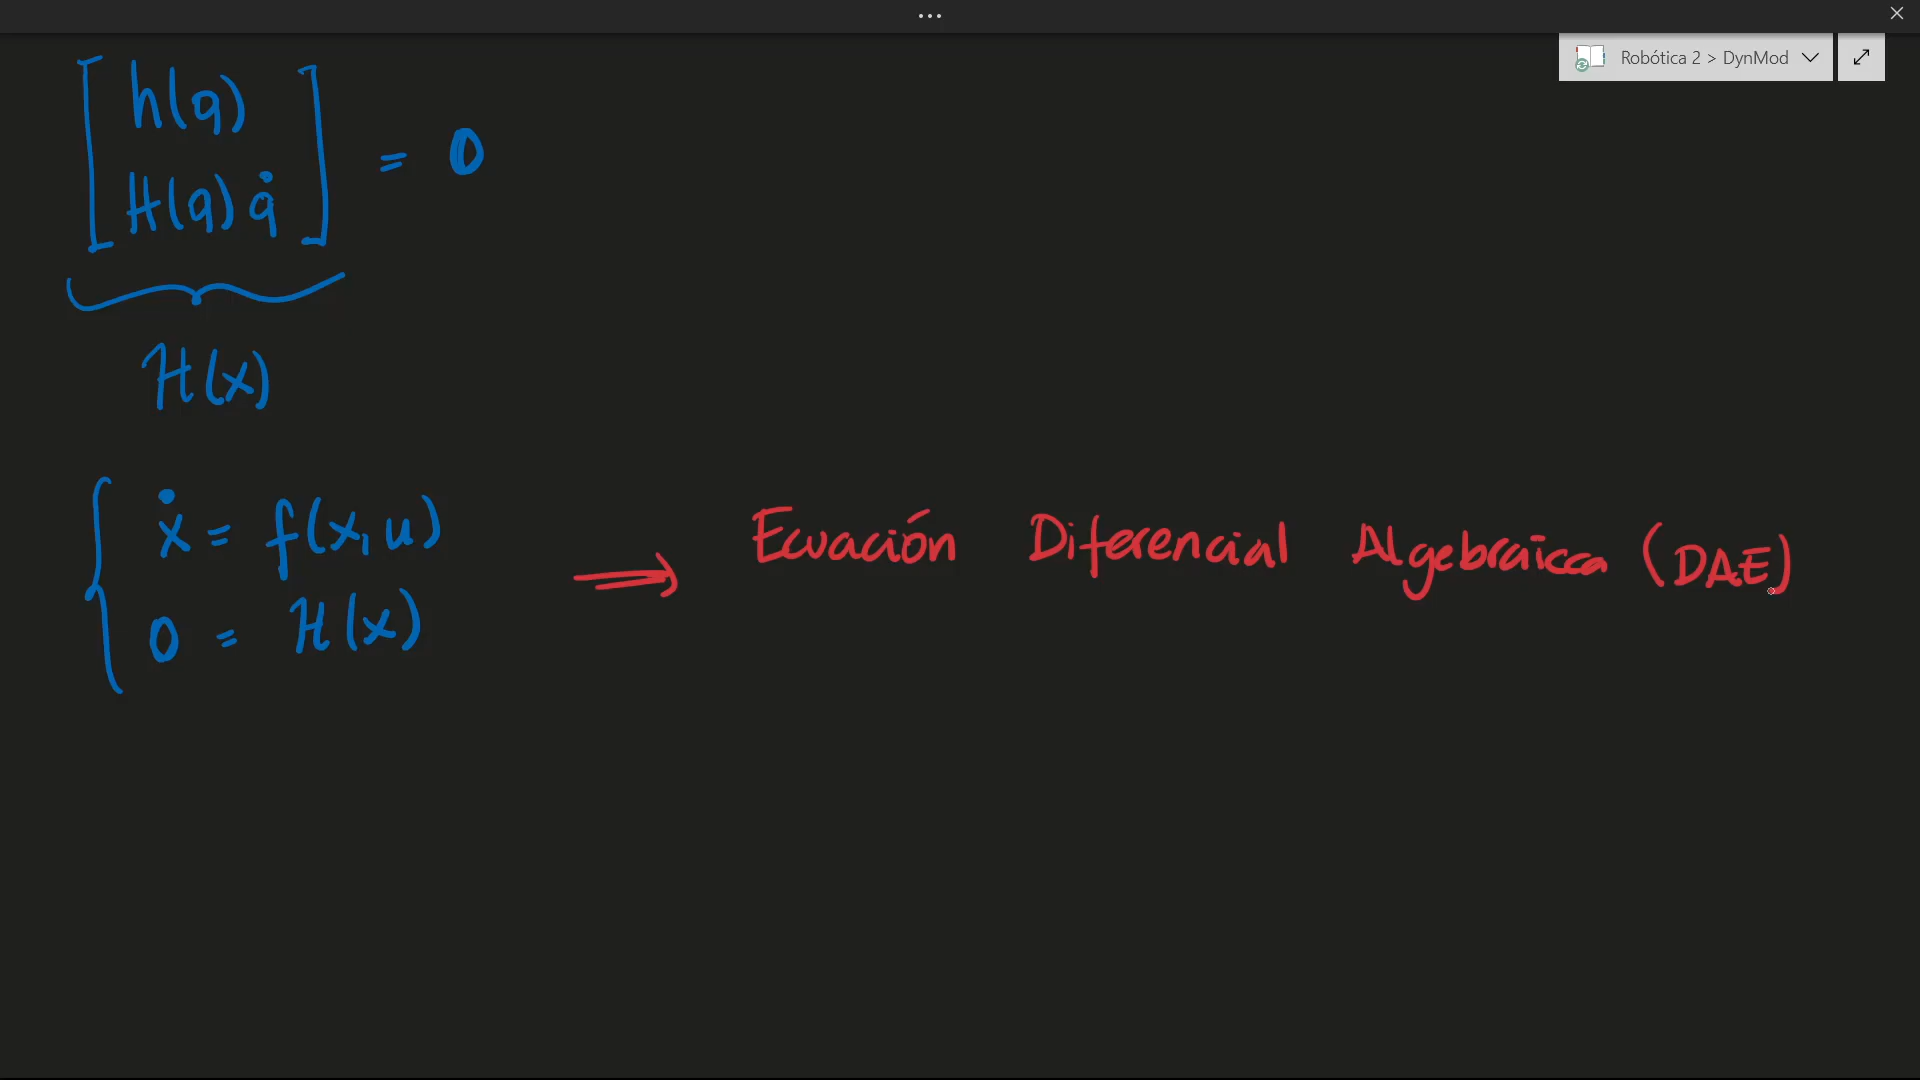 Robótica 2 > DynMod
[ h(q)
H(q) q̇ ] = 0
ℋ(x)
{ ẋ = f(x, u)
0 = ℋ(x)
⟹ Ecuación Diferencial Algebraica (DAE)